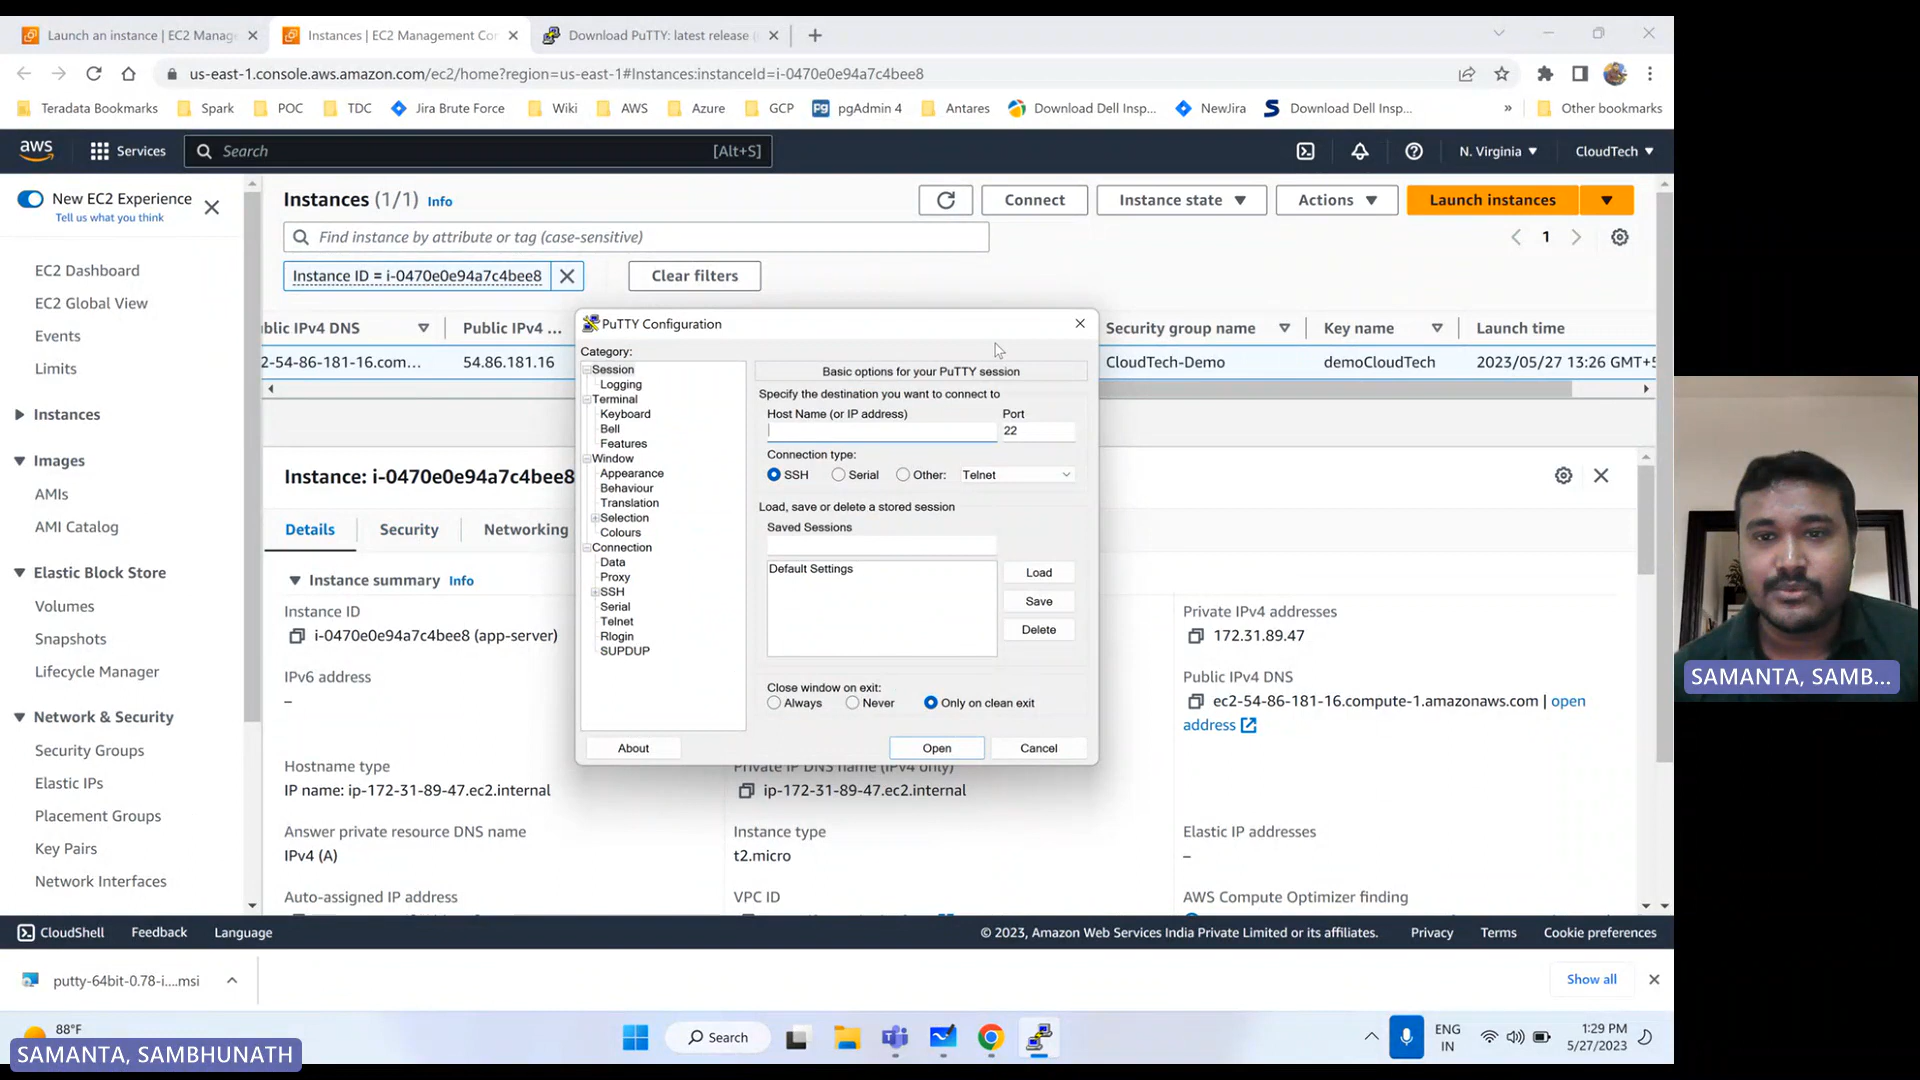 Launch an instance | EC2 Manag
Instances | EC2 Management Con
Download PuTTY: latest release (
us-east-1.console.aws.amazon.com/ec2/home?region=us-east-1#Instances:instanceId=i-0470e0e94a7c4bee8
Teradata Bookmarks
Spark
POC
TDC
Jira Brute Force
Wiki
AWS
Azure
GCP
pgAdmin 4
Antares
Download Dell Insp...
NewJira
Download Dell Insp...
»
Other bookmarks
aws
Services
Search
[Alt+S]
N. Virginia
CloudTech
New EC2 Experience
Tell us what you think
EC2 Dashboard
EC2 Global View
Events
Limits
Instances
Images
AMIs
AMI Catalog
Elastic Block Store
Volumes
Snapshots
Lifecycle Manager
Network & Security
Security Groups
Elastic IPs
Placement Groups
Key Pairs
Network Interfaces
Instances (1/1) Info
Connect
Instance state
Actions
Launch instances
Find instance by attribute or tag (case-sensitive)
1
Instance ID = i-0470e0e94a7c4bee8
Clear filters
blic IPv4 DNS
Public IPv4 ...
Security group name
Key name
Launch time
2-54-86-181-16.com...
54.86.181.16
CloudTech-Demo
demoCloudTech
2023/05/27 13:26 GMT+5
Instance: i-0470e0e94a7c4bee8
Details
Security
Networking
Instance summary Info
Instance ID
i-0470e0e94a7c4bee8 (app-server)
IPv6 address
–
Hostname type
IP name: ip-172-31-89-47.ec2.internal
Answer private resource DNS name
IPv4 (A)
Auto-assigned IP address
Private IP DNS name (IPv4 only)
ip-172-31-89-47.ec2.internal
Instance type
t2.micro
VPC ID
Private IPv4 addresses
172.31.89.47
Public IPv4 DNS
ec2-54-86-181-16.compute-1.amazonaws.com | open
address
Elastic IP addresses
–
AWS Compute Optimizer finding
PuTTY Configuration
Category:
Session
Logging
Terminal
Keyboard
Bell
Features
Window
Appearance
Behaviour
Translation
Selection
Colours
Connection
Data
Proxy
SSH
Serial
Telnet
Rlogin
SUPDUP
Basic options for your PuTTY session
Specify the destination you want to connect to
Host Name (or IP address)
Port
22
Connection type:
SSH
Serial
Other:
Telnet
Load, save or delete a stored session
Saved Sessions
Default Settings
Load
Save
Delete
Close window on exit:
Always
Never
Only on clean exit
About
Open
Cancel
CloudShell
Feedback
Language
© 2023, Amazon Web Services India Private Limited or its affiliates.
Privacy
Terms
Cookie preferences
putty-64bit-0.78-i....msi
Show all
88°F
Search
ENG
IN
1:29 PM
5/27/2023
SAMANTA, SAMBHUNATH
SAMANTA, SAMB...